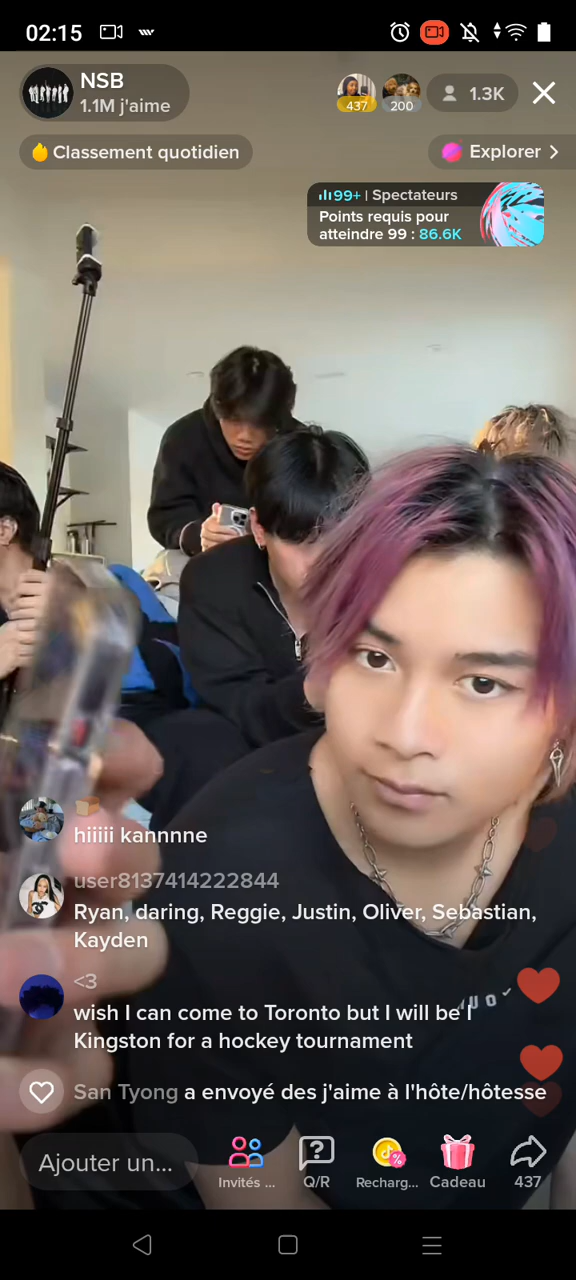 02:15
NSB
1.1M j'aime
437
200
1.3K
Classement quotidien
Explorer
99+ | Spectateurs
Points requis pour
atteindre 99 : 86.6K
hiiiii kannnne
user8137414222844
Ryan, daring, Reggie, Justin, Oliver, Sebastian,
Kayden
<3
wish I can come to Toronto but I will be I
Kingston for a hockey tournament
San Tyong a envoyé des j'aime à l'hôte/hôtesse
Ajouter un...
Invités ...
Q/R
Recharg...
Cadeau
437